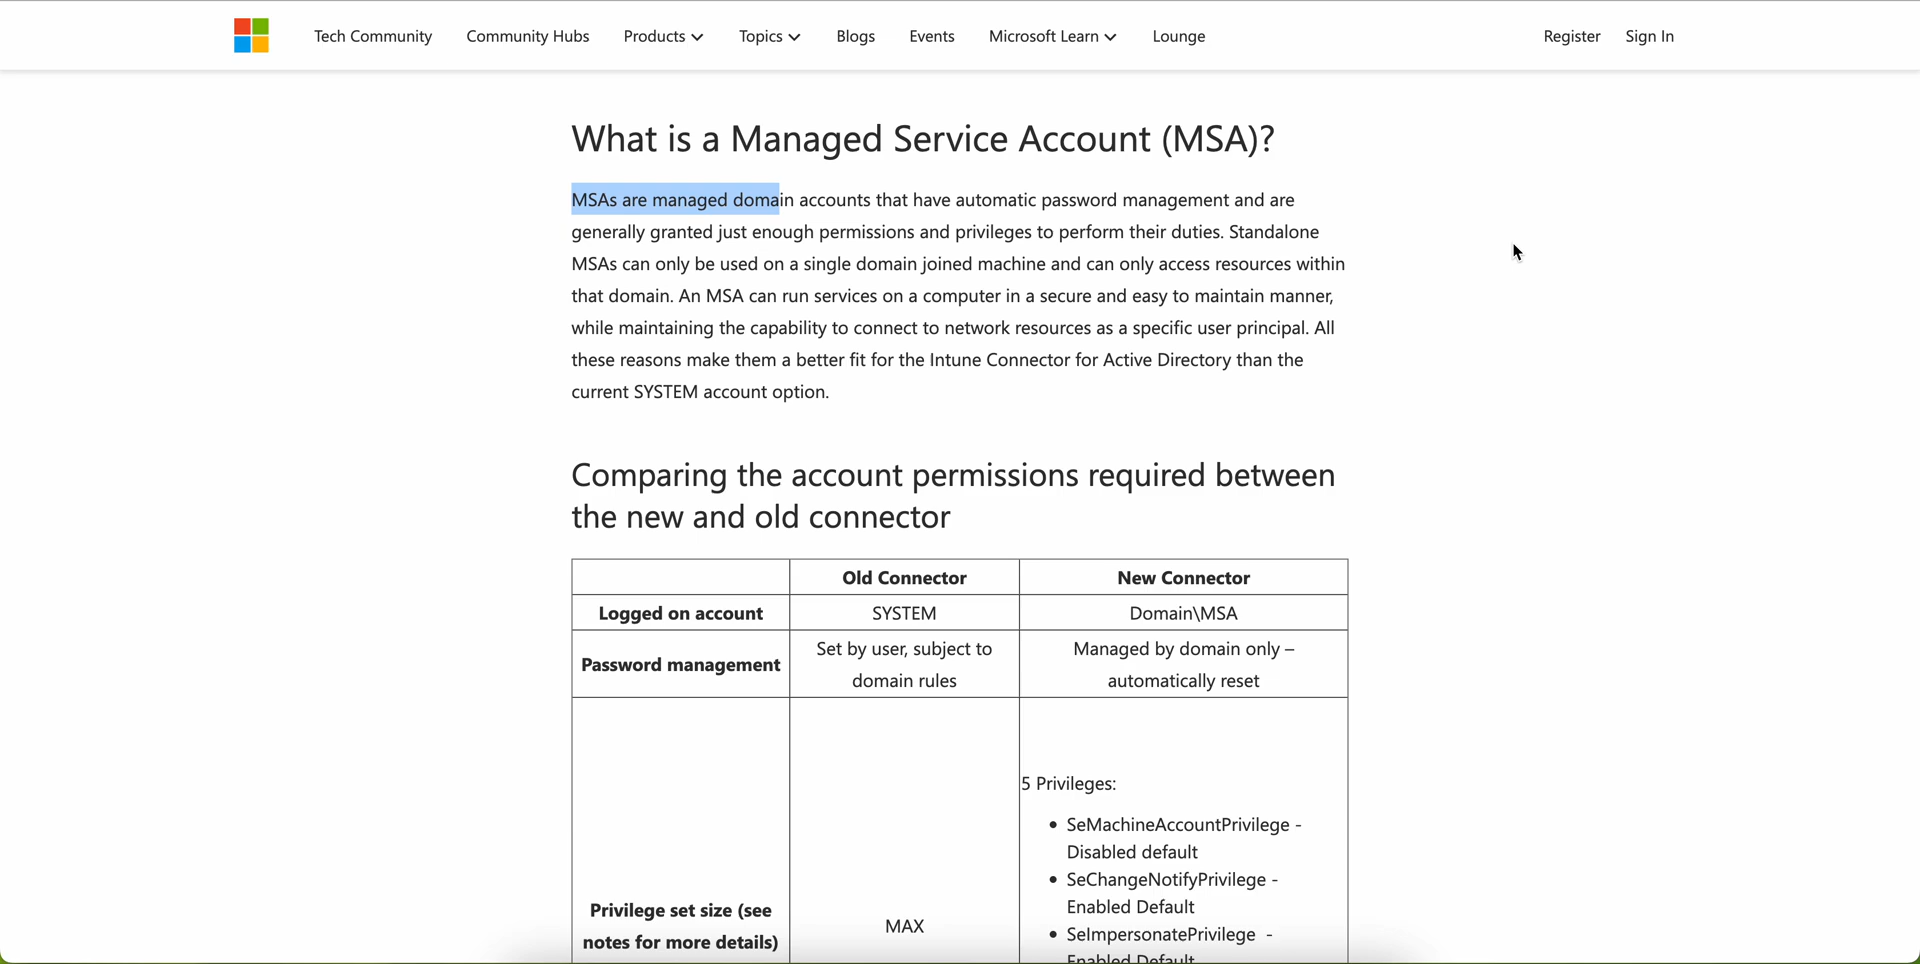 Tech Community Community Hubs Products Topics Blogs Events Microsoft Learn Lounge Register Sign In
What is a Managed Service Account (MSA)?
MSAs are managed domain accounts that have automatic password management and are
generally granted just enough permissions and privileges to perform their duties. Standalone
MSAs can only be used on a single domain joined machine and can only access resources within
that domain. An MSA can run services on a computer in a secure and easy to maintain manner,
while maintaining the capability to connect to network resources as a specific user principal. All
these reasons make them a better fit for the Intune Connector for Active Directory than the
current SYSTEM account option.
Comparing the account permissions required between
the new and old connector
Old Connector New Connector
Logged on account SYSTEM Domain\MSA
Password management
Set by user, subject to
domain rules
Managed by domain only –
automatically reset
Privilege set size (see
notes for more details)
MAX
5 Privileges:
• SeMachineAccountPrivilege -
Disabled default
• SeChangeNotifyPrivilege -
Enabled Default
• SeImpersonatePrivilege -
Enabled Default